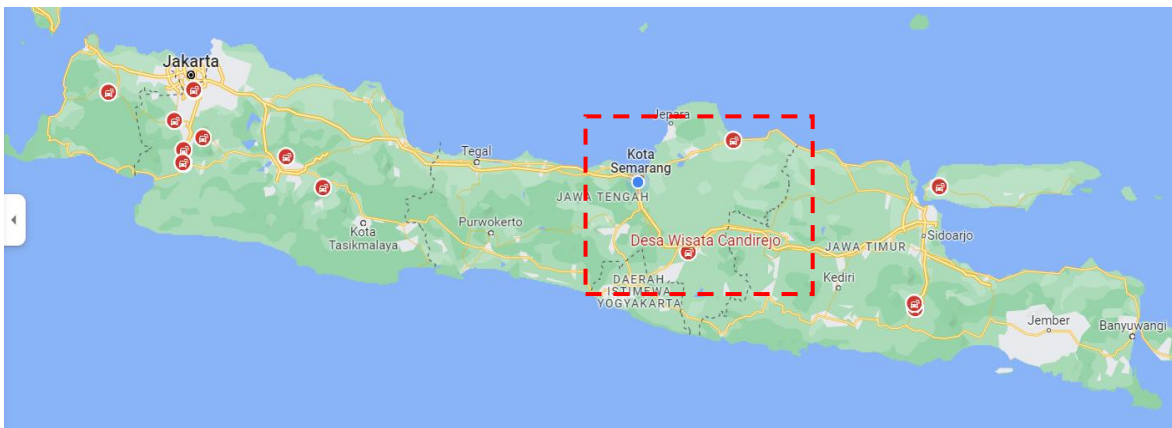 Jakarta
Jepara
Tegal
Kota
Semarang
JAWA TENGAH
Purwokerto
Kota
Tasikmalaya
Desa Wisata Candirejo
JAWA TIMUR
Sidoarjo
DAERAH
ISTIMEWA
YOGYAKARTA
Kediri
Jember
Banyuwangi